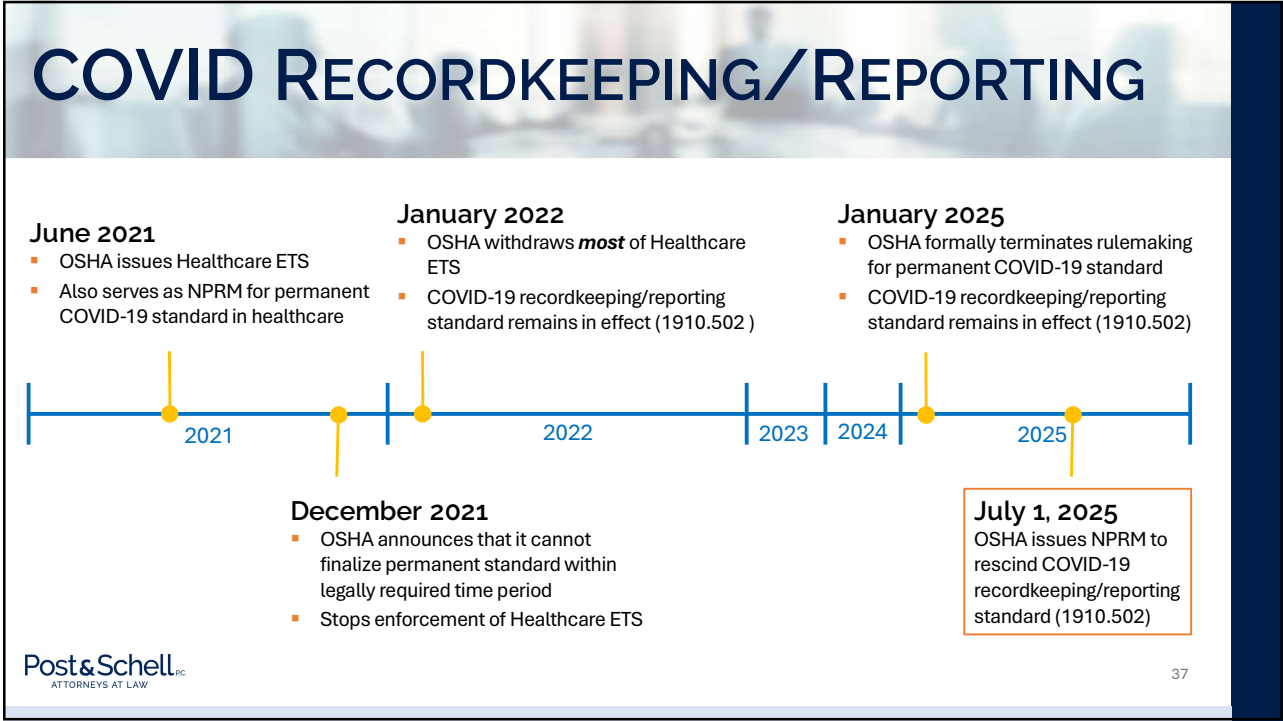 COVID RECORDKEEPING/REPORTING
June 2021
▪ OSHA issues Healthcare ETS
▪ Also serves as NPRM for permanent
COVID-19 standard in healthcare
January 2022
▪ OSHA withdraws most of Healthcare
ETS
▪ COVID-19 recordkeeping/reporting
standard remains in effect (1910.502 )
January 2025
▪ OSHA formally terminates rulemaking
for permanent COVID-19 standard
▪ COVID-19 recordkeeping/reporting
standard remains in effect (1910.502)
2021
2022
2023
2024
2025
December 2021
▪ OSHA announces that it cannot
finalize permanent standard within
legally required time period
▪ Stops enforcement of Healthcare ETS
July 1, 2025
OSHA issues NPRM to
rescind COVID-19
recordkeeping/reporting
standard (1910.502)
Post & Schell P.C.
ATTORNEYS AT LAW
37